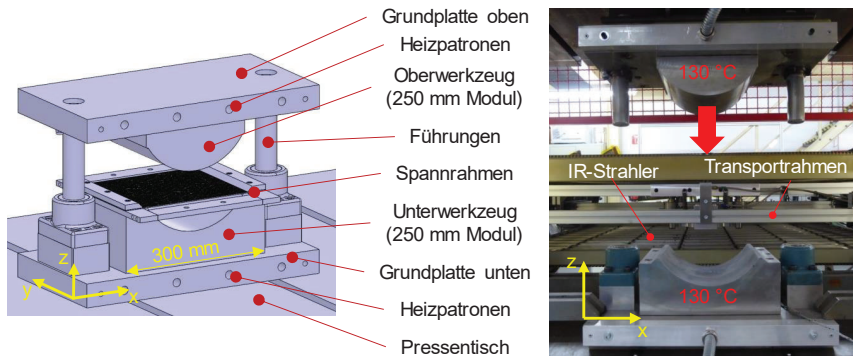 Grundplatte oben
Heizpatronen
Oberwerkzeug
(250 mm Modul)
Führungen
Spannrahmen
Unterwerkzeug
(250 mm Modul)
Grundplatte unten
Heizpatronen
Pressentisch
300 mm
z
y
x
130 °C
IR-Strahler
Transportrahmen
130 °C
z
x